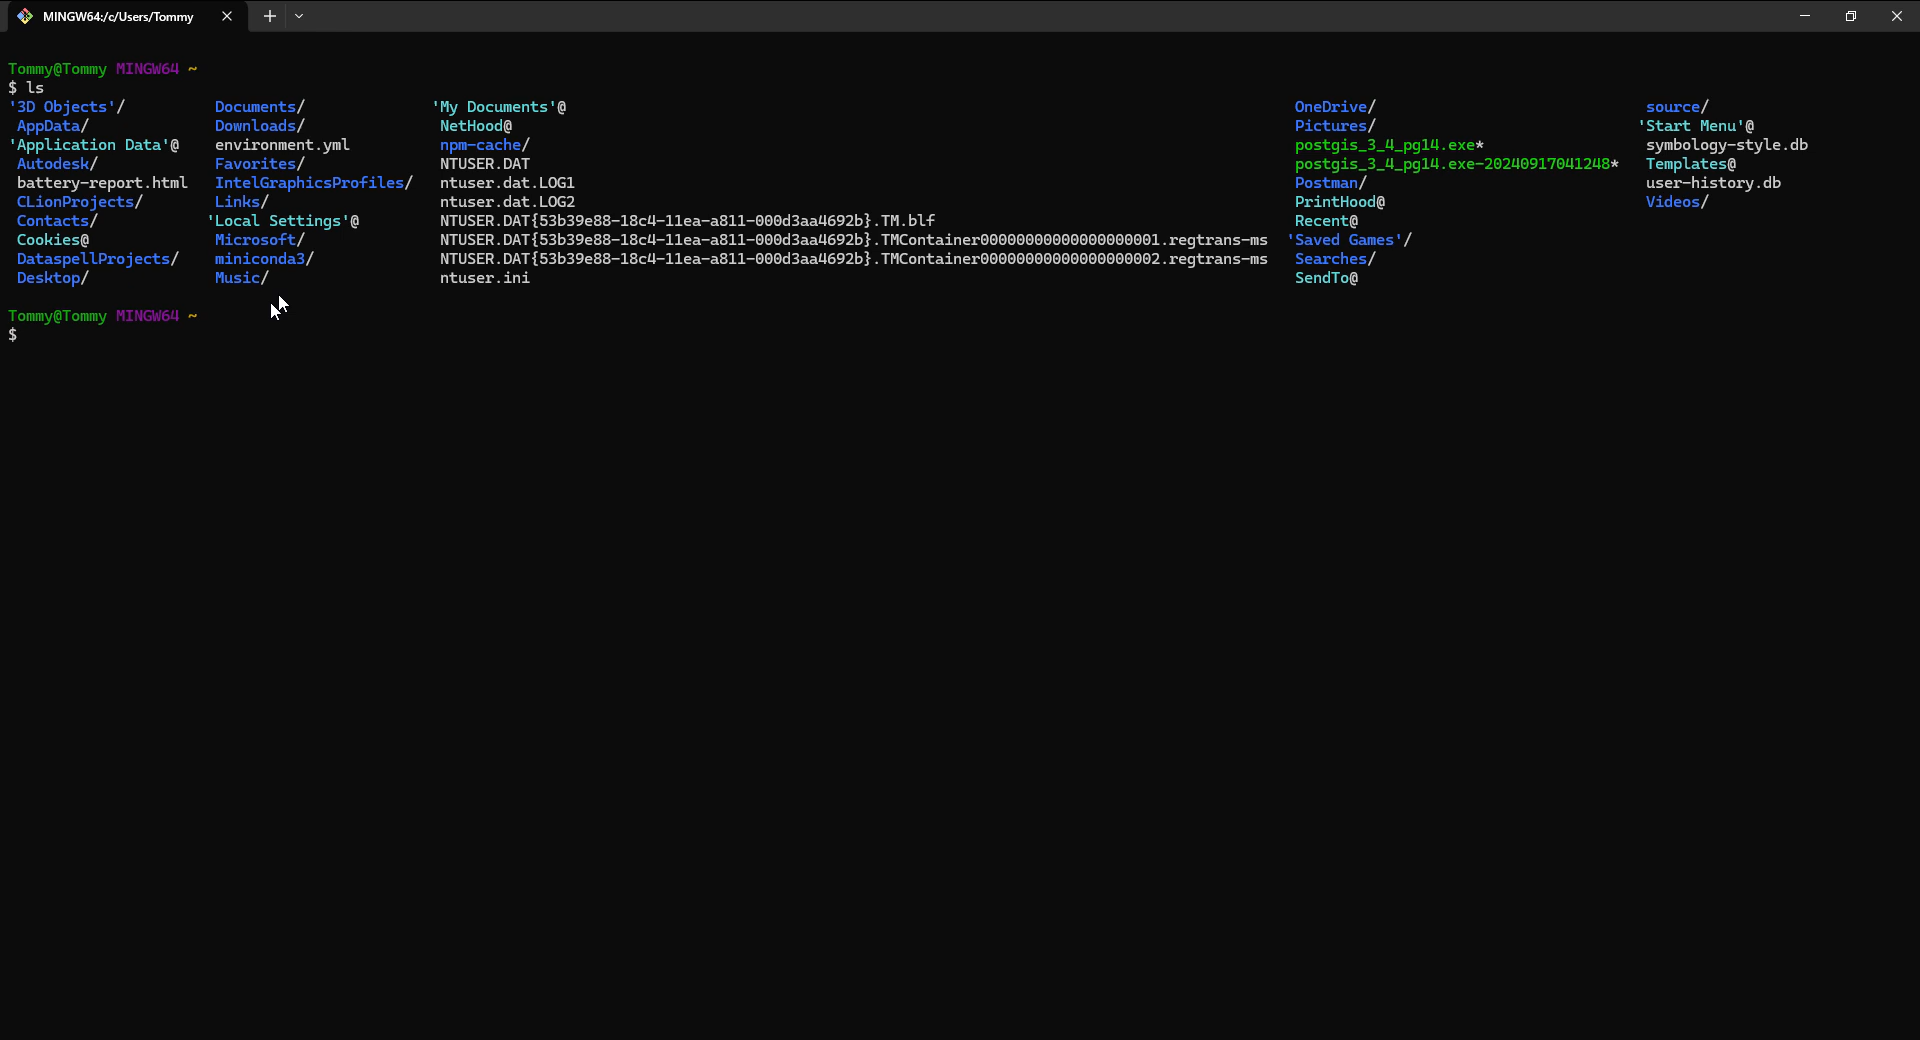 MINGW64:/c/Users/Tommy
Tommy@Tommy MINGW64 ~
$ ls
'3D Objects'/ Documents/ 'My Documents'@ OneDrive/ source/
AppData/ Downloads/ NetHood@ Pictures/ 'Start Menu'@
'Application Data'@ environment.yml npm-cache/ postgis_3_4_pg14.exe* symbology-style.db
Autodesk/ Favorites/ NTUSER.DAT postgis_3_4_pg14.exe-20240917041248* Templates@
battery-report.html IntelGraphicsProfiles/ ntuser.dat.LOG1 Postman/ user-history.db
CLionProjects/ Links/ ntuser.dat.LOG2 PrintHood@ Videos/
Contacts/ 'Local Settings'@ NTUSER.DAT{53b39e88-18c4-11ea-a811-000d3aa4692b}.TM.blf Recent@
Cookies@ Microsoft/ NTUSER.DAT{53b39e88-18c4-11ea-a811-000d3aa4692b}.TMContainer00000000000000000001.regtrans-ms 'Saved Games'/
DataspellProjects/ miniconda3/ NTUSER.DAT{53b39e88-18c4-11ea-a811-000d3aa4692b}.TMContainer00000000000000000002.regtrans-ms Searches/
Desktop/ Music/ ntuser.ini SendTo@
Tommy@Tommy MINGW64 ~
$